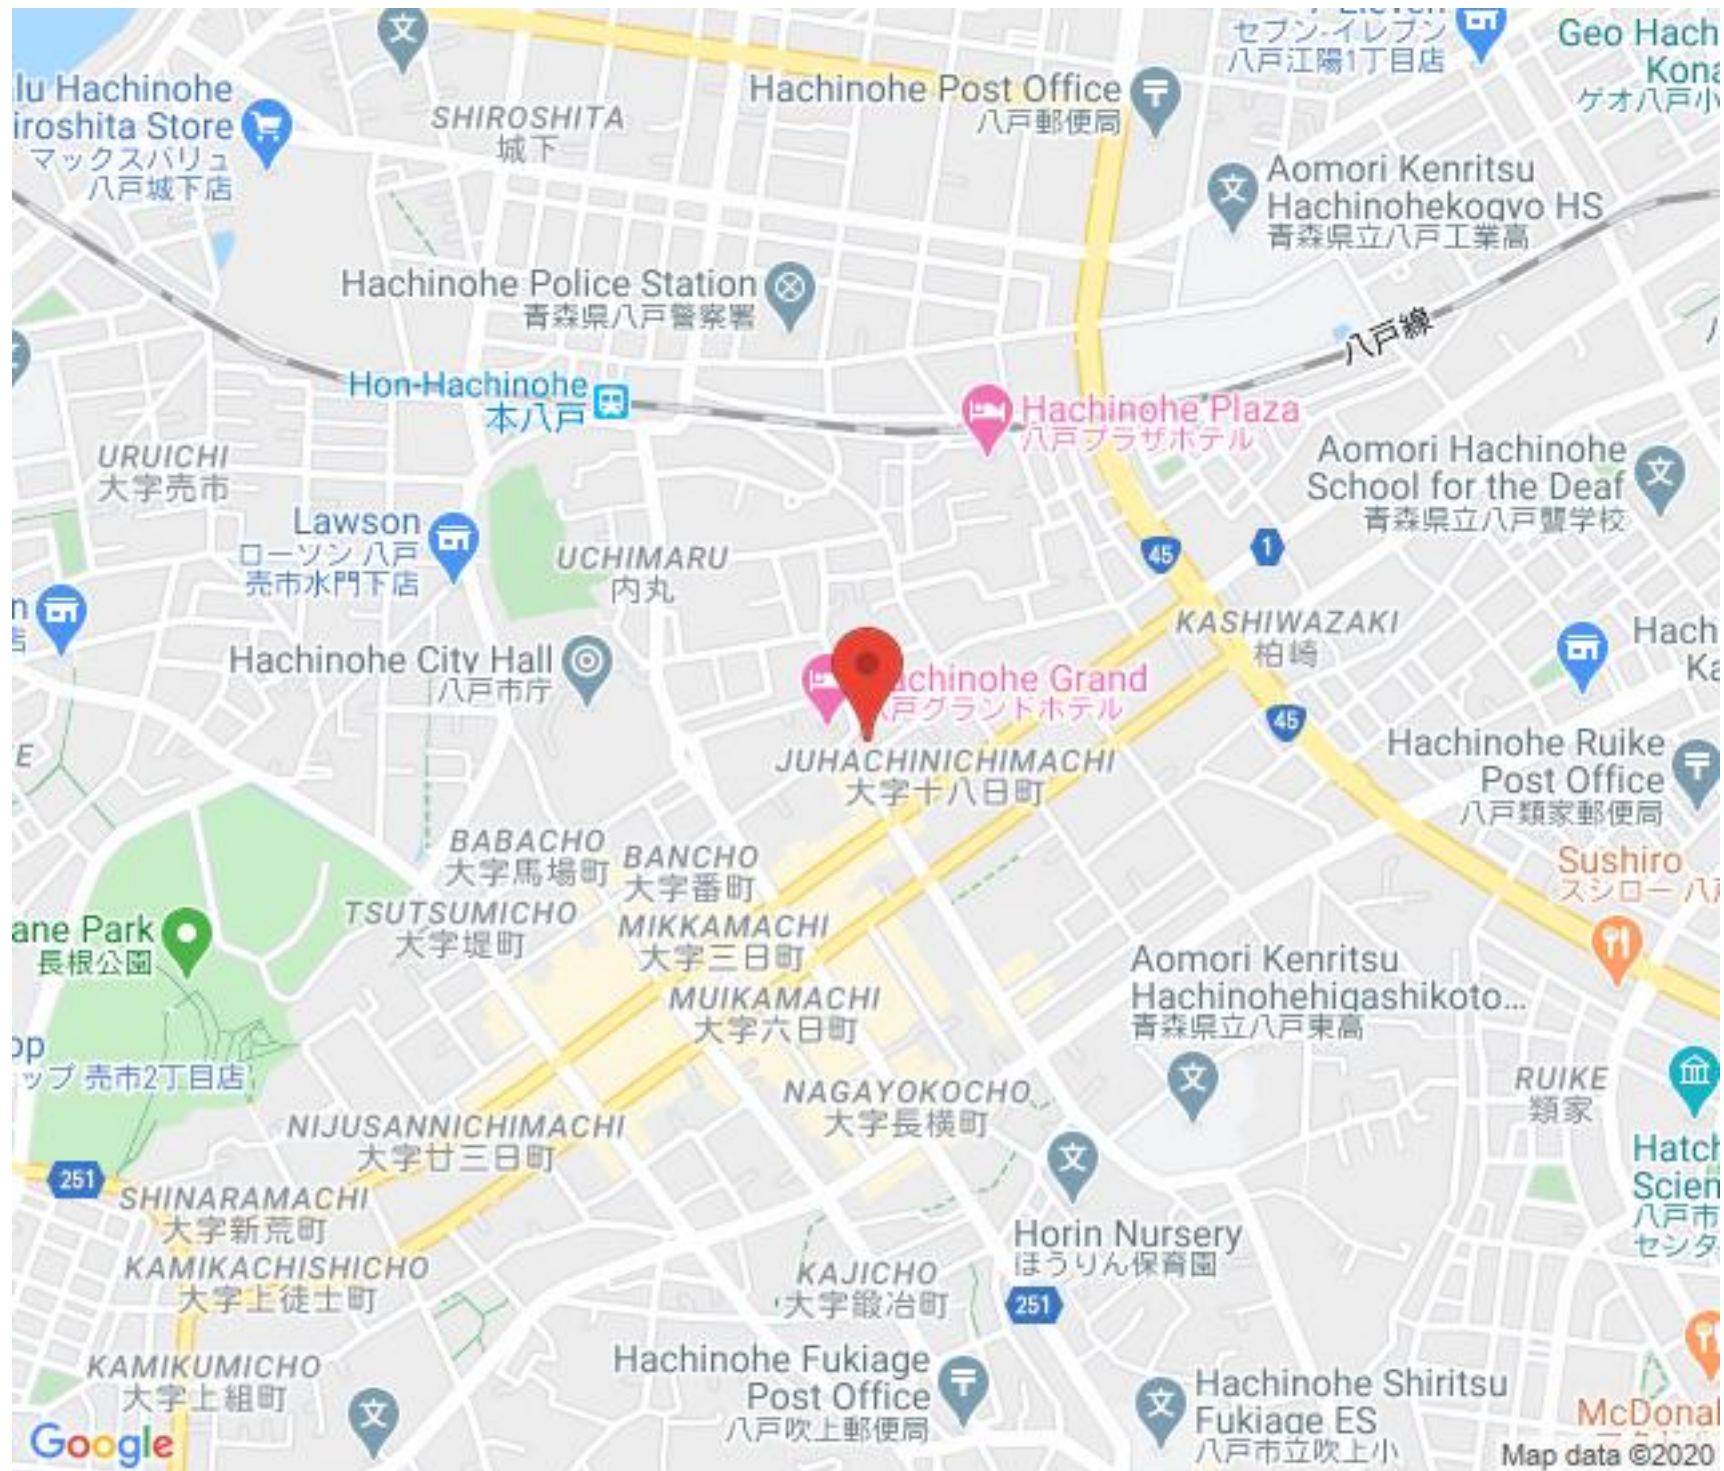 セブン-イレブン
八戸江陽1丁目店
Geo Hach
Kona
ゲオ八戸小
Hachinohe Post Office
八戸郵便局
lu Hachinohe
iroshita Store
マックスバリュ
八戸城下店
SHIROSHITA
城下
Aomori Kenritsu
Hachinohekogyo HS
青森県立八戸工業高
Hachinohe Police Station
青森県八戸警察署
八戸線
Hon-Hachinohe
本八戸
Hachinohe Plaza
八戸プラザホテル
URUICHI
大字売市
Aomori Hachinohe
School for the Deaf
青森県立八戸聾学校
Lawson
ローソン 八戸
売市水門下店
UCHIMARU
内丸
45
1
n
店
KASHIWAZAKI
柏崎
Hach
Ka
Hachinohe City Hall
八戸市庁
achinohe Grand
戸グランドホテル
45
E
JUHACHINICHIMACHI
大字十八日町
Hachinohe Ruike
Post Office
八戸類家郵便局
BABACHO
大字馬場町
BANCHO
大字番町
Sushiro
スシロー 八戸
TSUTSUMICHO
大字堤町
MIKKAMACHI
大字三日町
ane Park
長根公園
Aomori Kenritsu
Hachinohehigashikoto...
青森県立八戸東高
MUIKAMACHI
大字六日町
op
ップ 売市2丁目店
NAGAYOKOCHO
大字長横町
RUIKE
類家
NIJUSANNICHIMACHI
大字廿三日町
Hatch
Scien
八戸市
センタ
251
SHINARAMACHI
大字新荒町
Horin Nursery
ほうりん保育園
KAMIKACHISHICHO
大字上徒士町
KAJICHO
大字鍛冶町
251
KAMIKUMICHO
大字上組町
Hachinohe Fukiage
Post Office
八戸吹上郵便局
Hachinohe Shiritsu
Fukiage ES
八戸市立吹上小
McDonal
Google
Map data ©2020